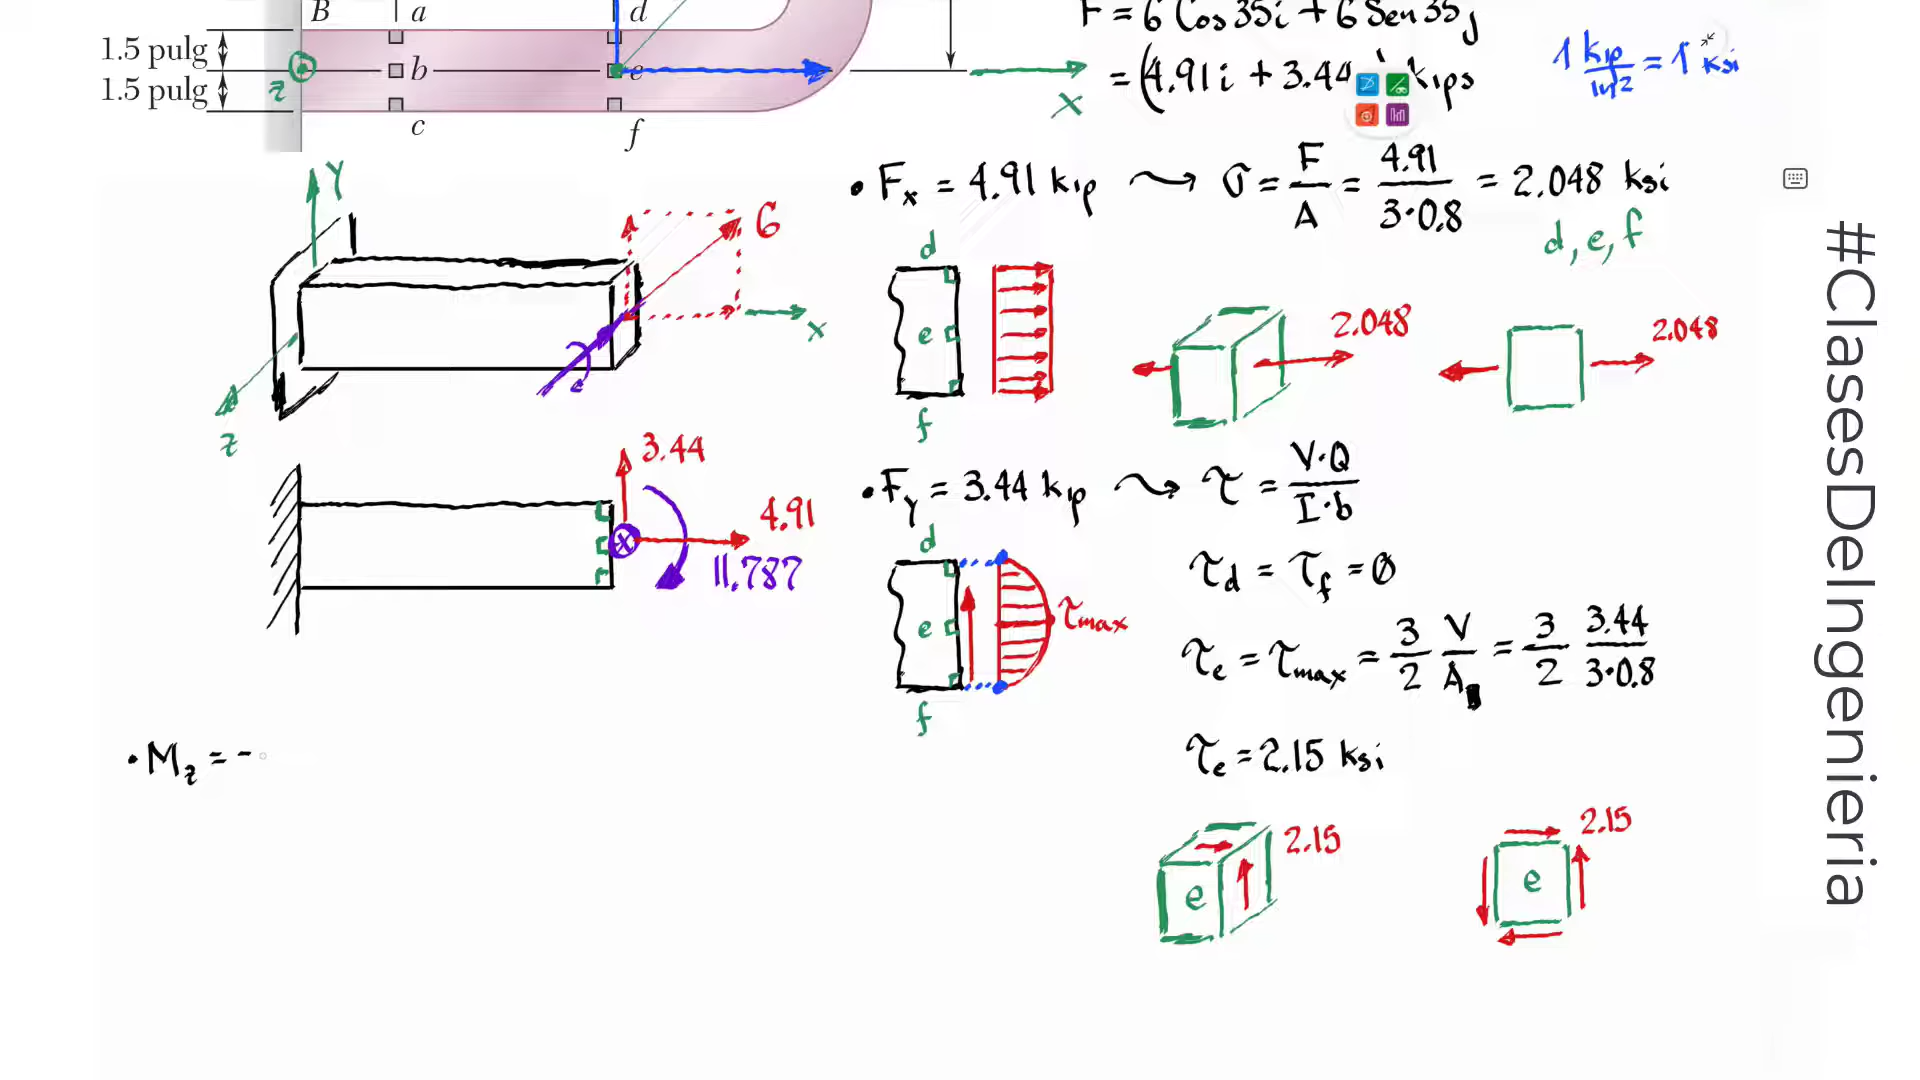 B a d
F = 6 Cos 35i + 6 Sen 35j
1.5 pulg
b e
= (4.91i + 3.44 kips
1 kip/in² = 1 ksi
1.5 pulg
z
x
c f
Y
• Fx = 4.91 kip → σ = F/A = 4.91/3·0.8 = 2.048 ksi
d, e, f
6
x
z
d
e
f
2.048
2.048
3.44
4.91
11.787
• Fy = 3.44 kip → τ = V·Q/I·b
d
e
f
τmax
τd = τf = 0
τe = τmax = 3/2 V/A = 3/2 3.44/3·0.8
• Mz = -
τe = 2.15 ksi
e 2.15
e 2.15
#ClasesDeIngenieria